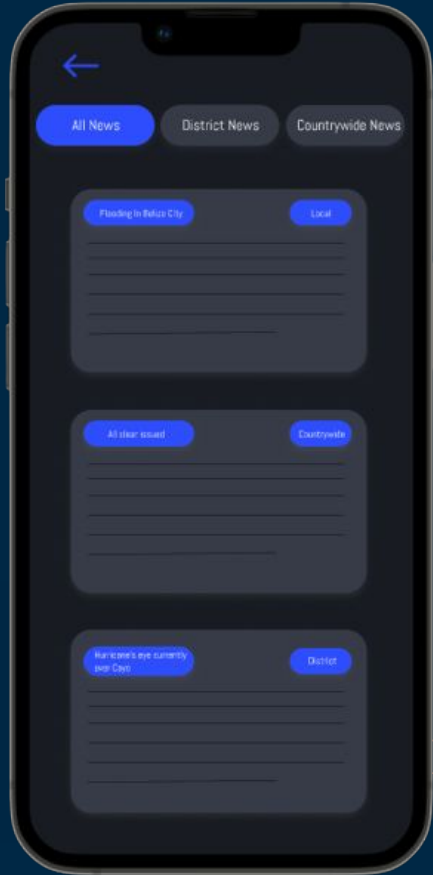 All News
District News
Countrywide News
Flooding In Belize City
Local
All clear issued
Countrywide
Hurricane's eye currently
over Cayo
District